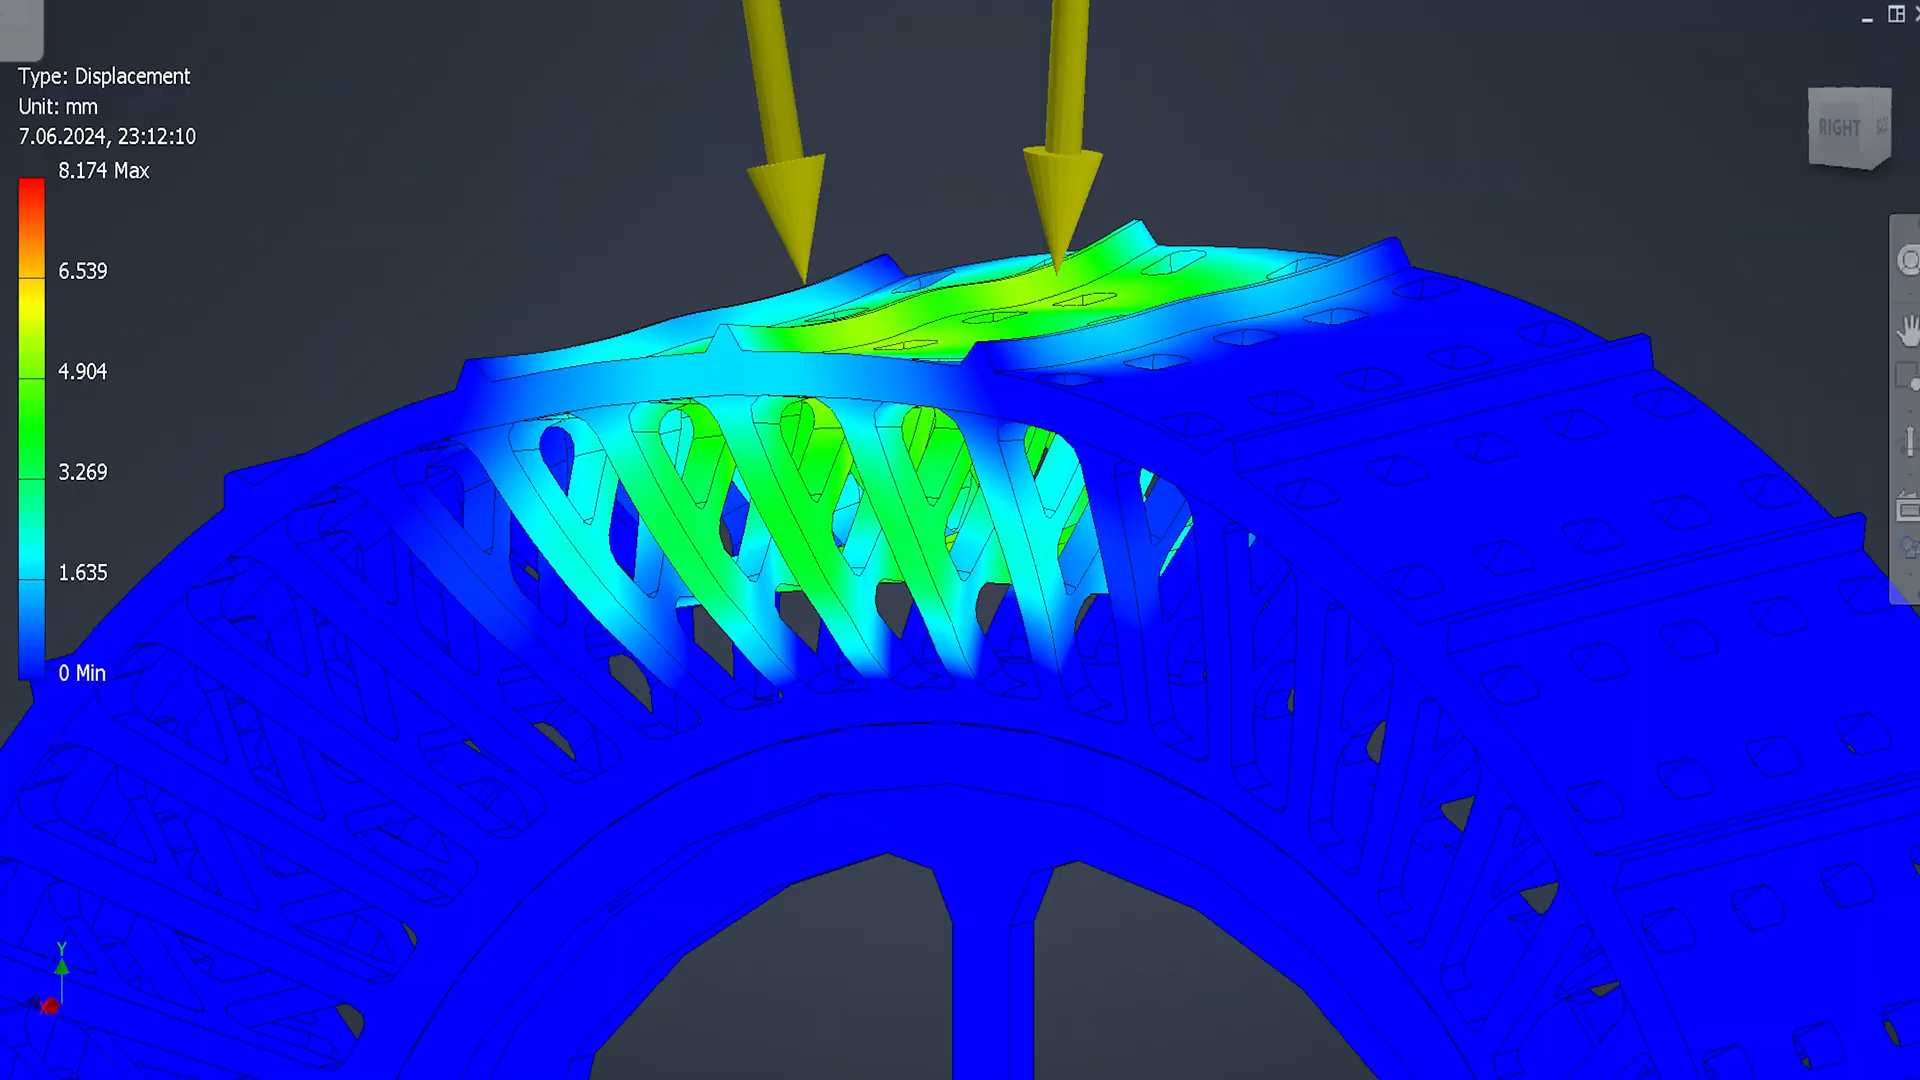 Type: Displacement
Unit: mm
7.06.2024, 23:12:10
8.174 Max
6.539
4.904
3.269
1.635
0 Min
RIGHT
Y
X